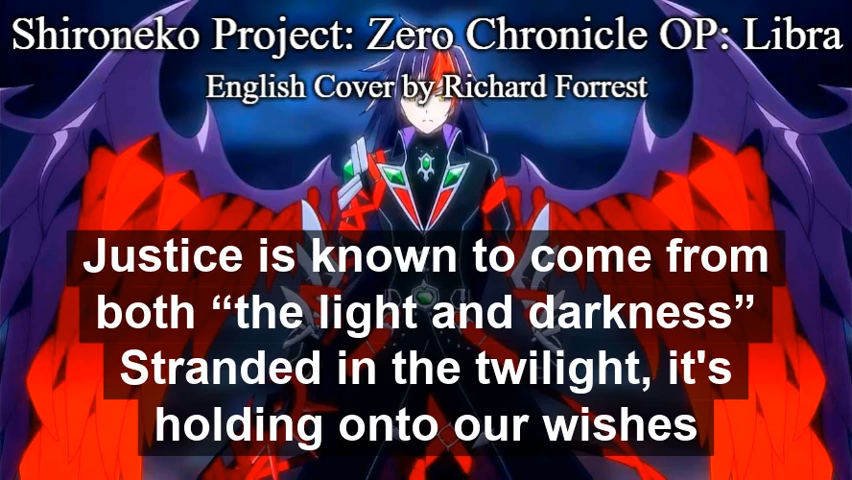 Shironeko Project: Zero Chronicle OP: Libra
English Cover by Richard Forrest
Justice is known to come from
both “the light and darkness”
Stranded in the twilight, it's
holding onto our wishes